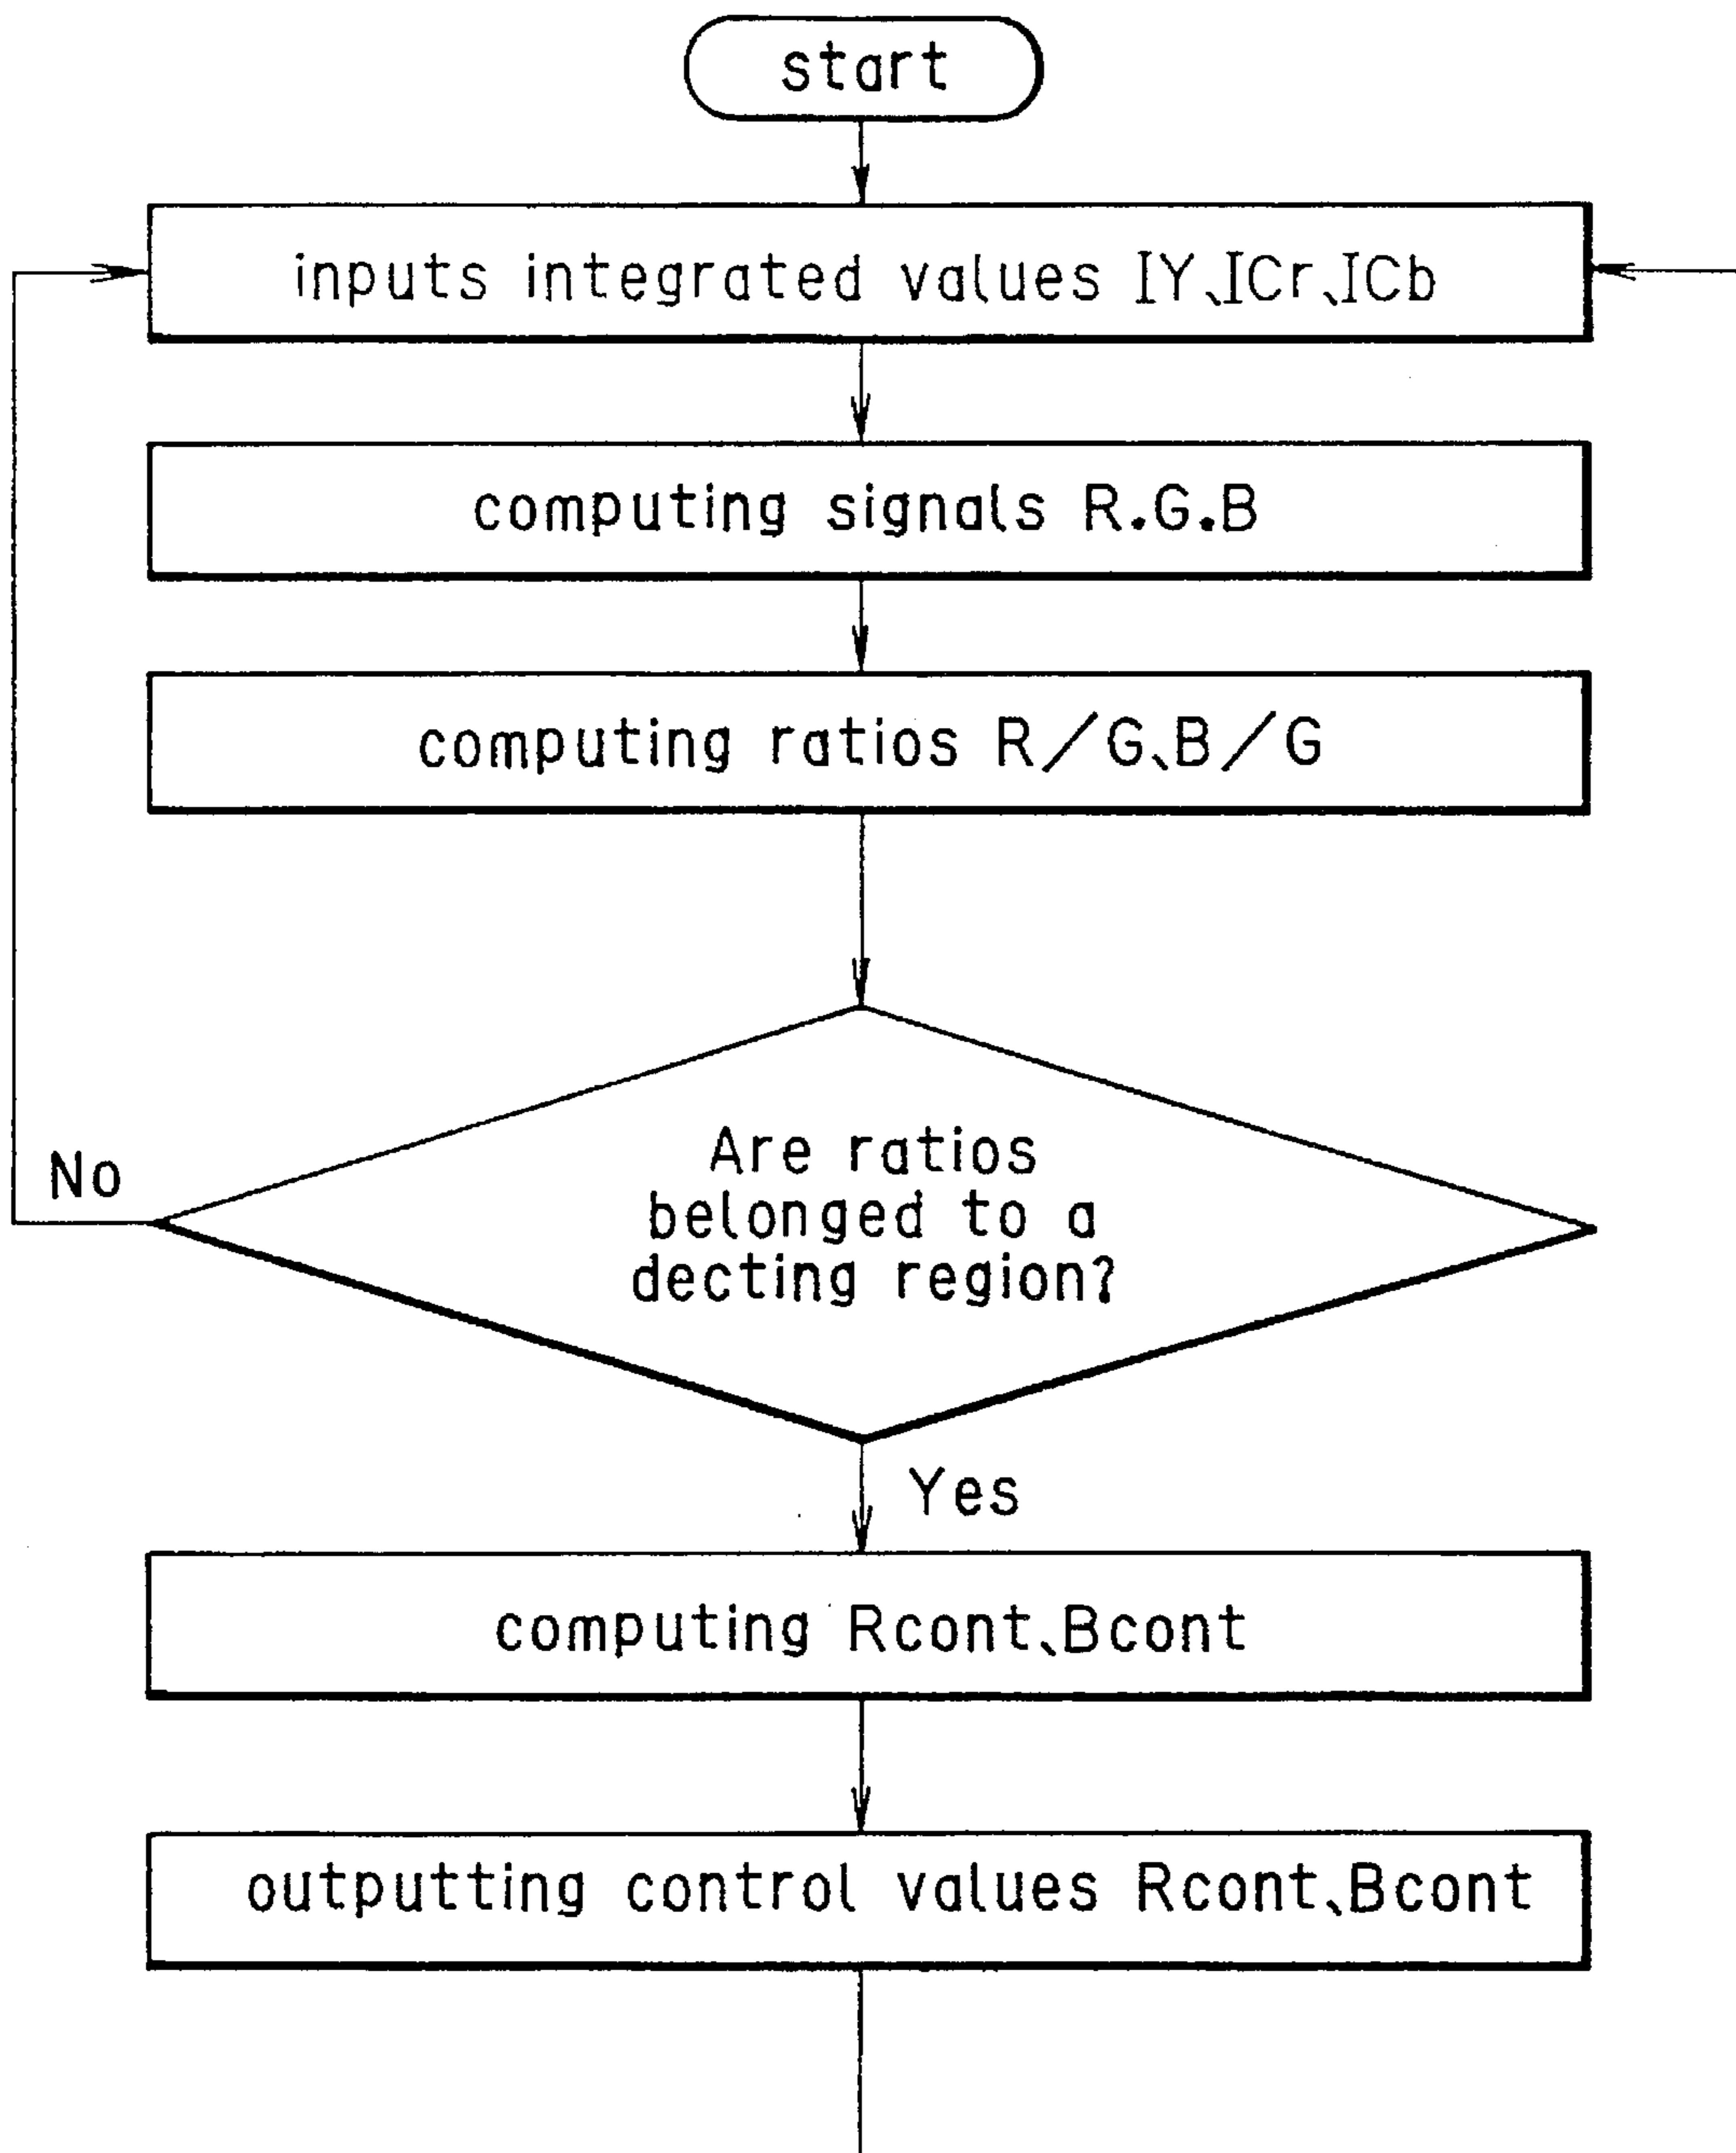 start
inputs integrated values IY、ICr、ICb
computing signals R.G.B
computing ratios R／G、B／G
Are ratios
belonged to a
decting region?
No
Yes
computing Rcont、Bcont
outputting control values Rcont、Bcont